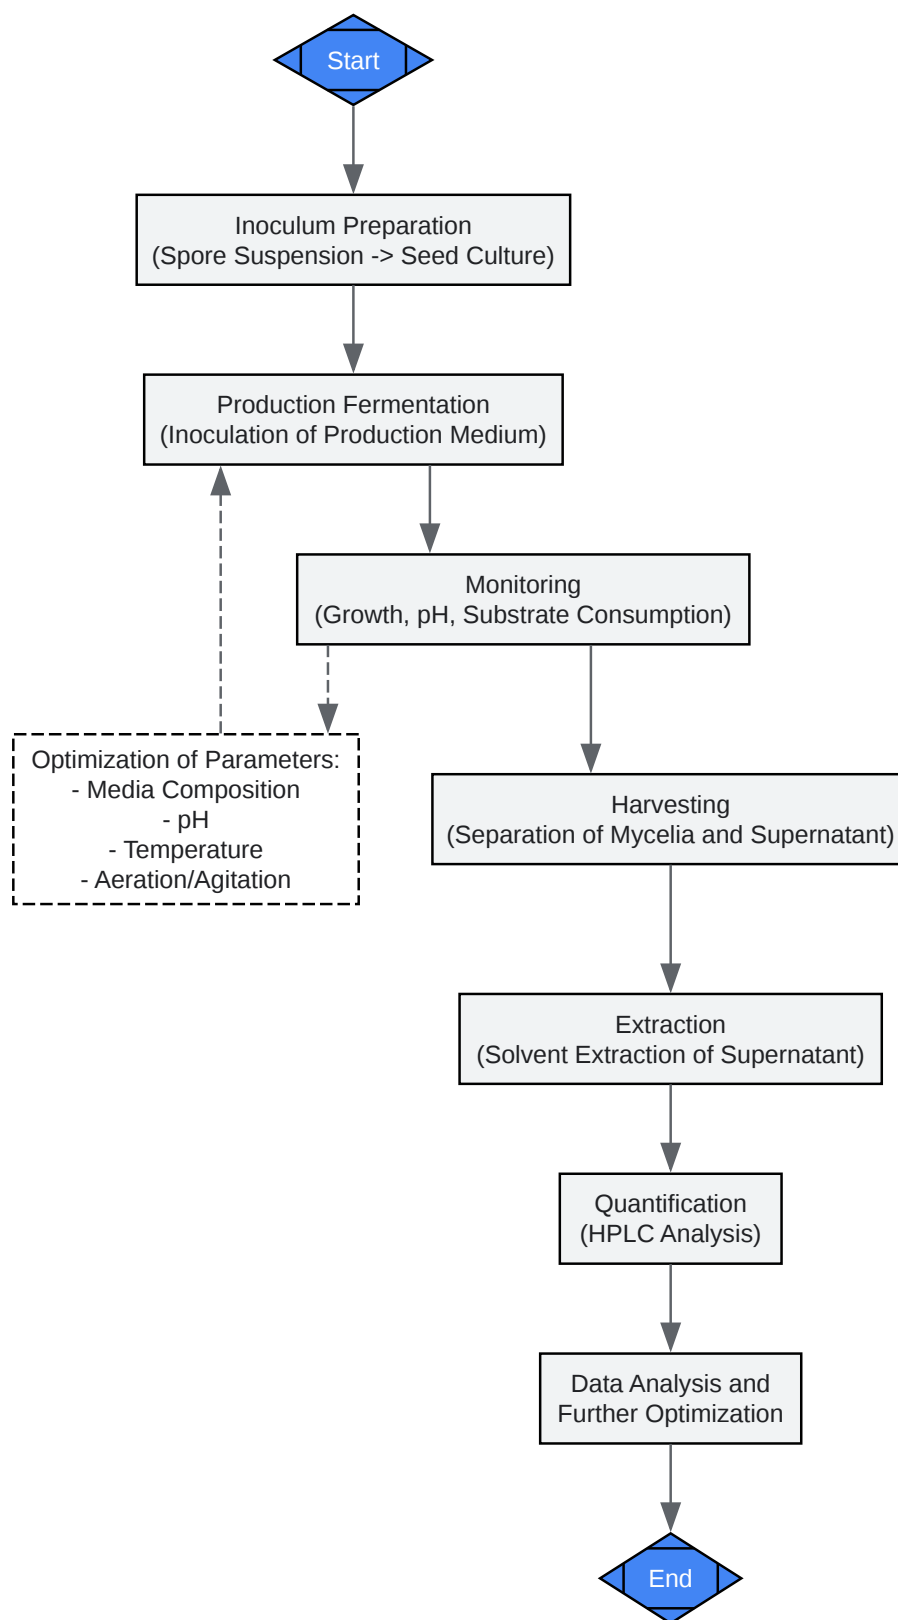 Start
Inoculum Preparation
(Spore Suspension -> Seed Culture)
Production Fermentation
(Inoculation of Production Medium)
Monitoring
(Growth, pH, Substrate Consumption)
Optimization of Parameters:
- Media Composition
- pH
- Temperature
- Aeration/Agitation
Harvesting
(Separation of Mycelia and Supernatant)
Extraction
(Solvent Extraction of Supernatant)
Quantification
(HPLC Analysis)
Data Analysis and
Further Optimization
End